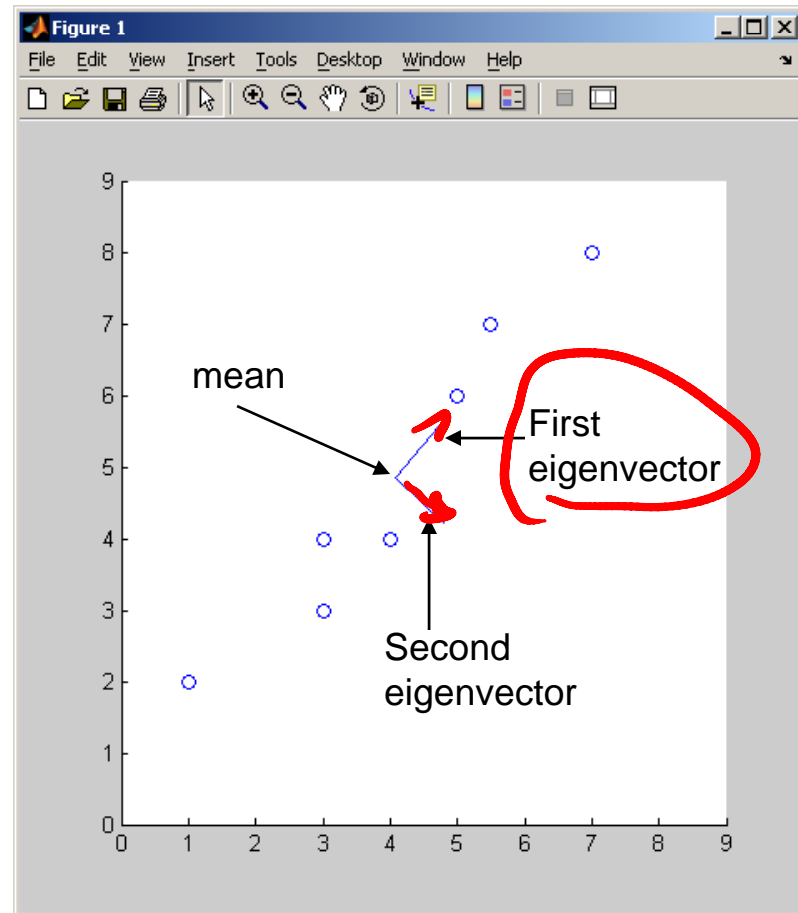 Figure 1
File Edit View Insert Tools Desktop Window Help
9
8
7
6
5
4
3
2
1
0
mean
First
eigenvector
Second
eigenvector
0 1 2 3 4 5 6 7 8 9